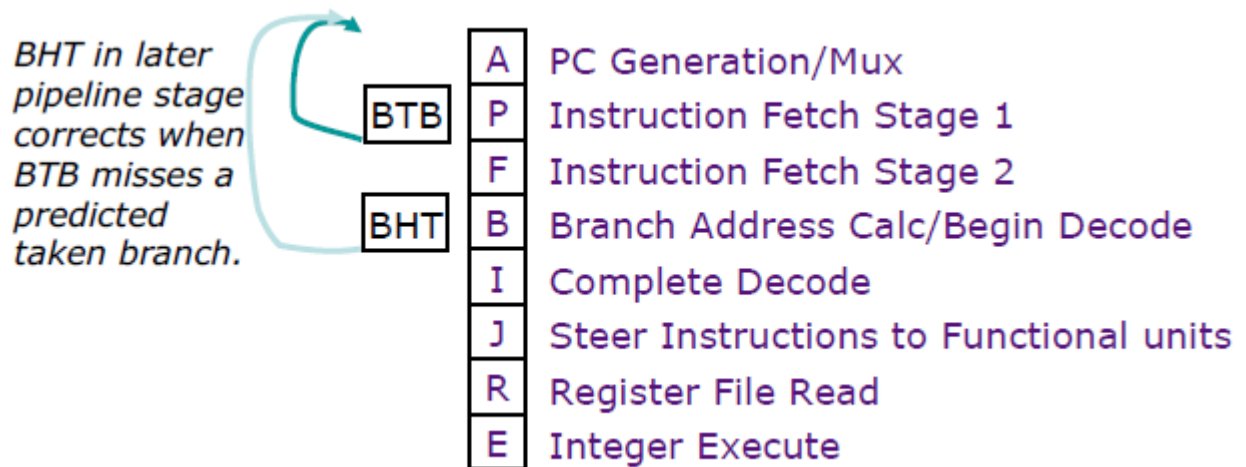 BHT in later
pipeline stage
corrects when
BTB misses a
predicted
taken branch.
BTB
BHT
A PC Generation/Mux
P Instruction Fetch Stage 1
F Instruction Fetch Stage 2
B Branch Address Calc/Begin Decode
I Complete Decode
J Steer Instructions to Functional units
R Register File Read
E Integer Execute